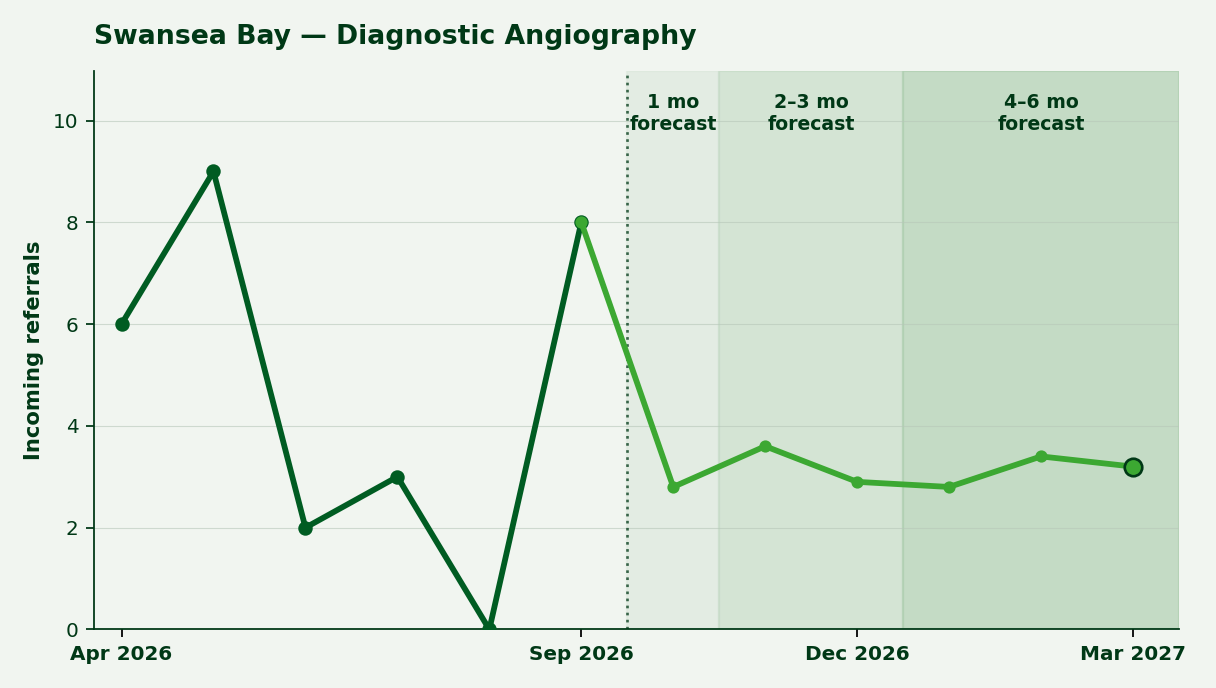 Swansea Bay — Diagnostic Angiography
Incoming referrals
10
8
6
4
2
0
1 mo
forecast
2–3 mo
forecast
4–6 mo
forecast
Apr 2026
Sep 2026
Dec 2026
Mar 2027